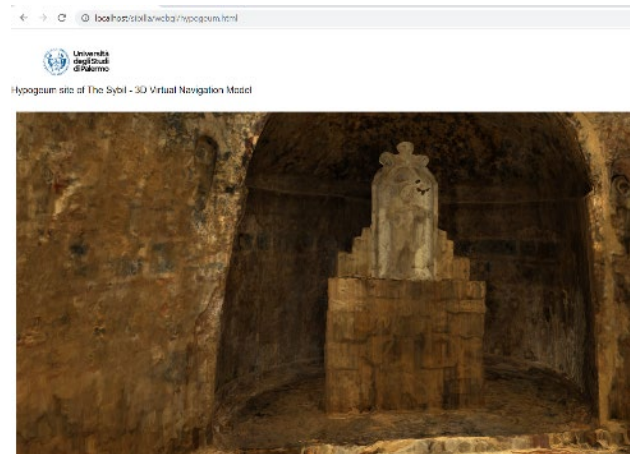 localhost/sibilla/webgl/hypogeum.html
Università
degli Studi
di Palermo
Hypogeum site of The Sybil - 3D Virtual Navigation Model